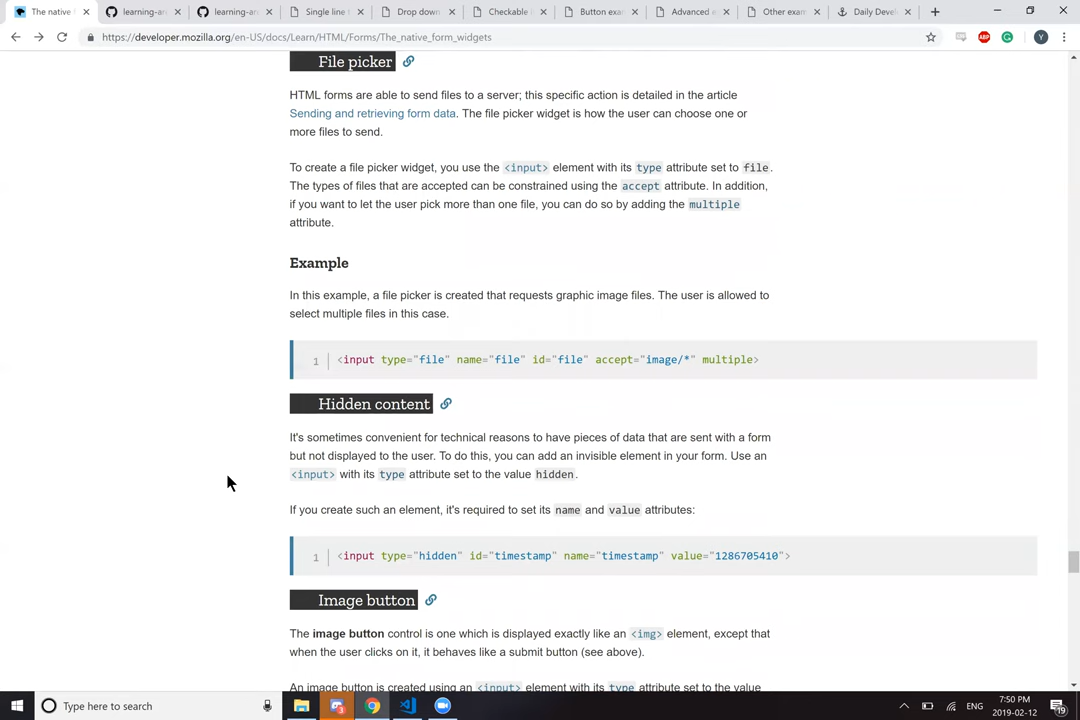 The native f
learning-ar
learning-ar
Single line t
Drop down
Checkable
Button exa
Advanced e
Other exam
Daily Devel
https://developer.mozilla.org/en-US/docs/Learn/HTML/Forms/The_native_form_widgets
ABP
Y
File picker
HTML forms are able to send files to a server; this specific action is detailed in the article
Sending and retrieving form data. The file picker widget is how the user can choose one or
more files to send.
To create a file picker widget, you use the <input> element with its type attribute set to file.
The types of files that are accepted can be constrained using the accept attribute. In addition,
if you want to let the user pick more than one file, you can do so by adding the multiple
attribute.
Example
In this example, a file picker is created that requests graphic image files. The user is allowed to
select multiple files in this case.
1 <input type="file" name="file" id="file" accept="image/*" multiple>
Hidden content
It's sometimes convenient for technical reasons to have pieces of data that are sent with a form
but not displayed to the user. To do this, you can add an invisible element in your form. Use an
<input> with its type attribute set to the value hidden.
If you create such an element, it's required to set its name and value attributes:
1 <input type="hidden" id="timestamp" name="timestamp" value="1286705410">
Image button
The image button control is one which is displayed exactly like an <img> element, except that
when the user clicks on it, it behaves like a submit button (see above).
An image button is created using an <input> element with its type attribute set to the value
Type here to search
ENG
7:50 PM
2019-02-12
19